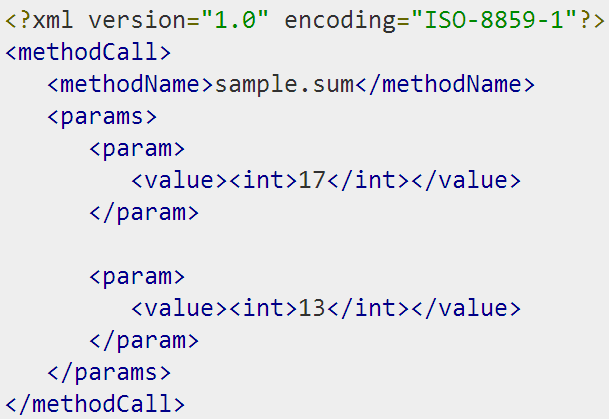 <?xml version="1.0" encoding="ISO-8859-1"?>
<methodCall>
   <methodName>sample.sum</methodName>
   <params>
      <param>
         <value><int>17</int></value>
      </param>

      <param>
         <value><int>13</int></value>
      </param>
   </params>
</methodCall>